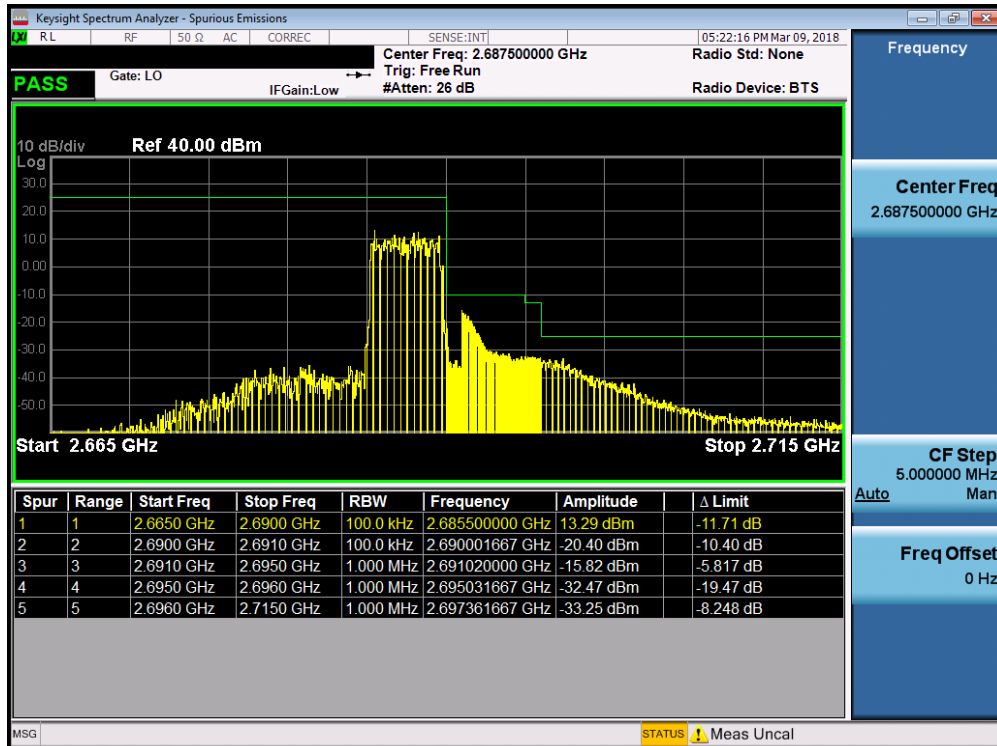 Keysight Spectrum Analyzer - Spurious Emissions
LXI RL RF 50 Ω AC CORREC SENSE:INT 05:22:16 PM Mar 09, 2018
Center Freq: 2.687500000 GHz Radio Std: None
Gate: LO Trig: Free Run
PASS IFGain:Low #Atten: 26 dB Radio Device: BTS
10 dB/div Ref 40.00 dBm
Log
30.0
20.0
10.0
0.00
-10.0
-20.0
-30.0
-40.0
-50.0
Start 2.665 GHz Stop 2.715 GHz
Spur Range Start Freq Stop Freq RBW Frequency Amplitude Δ Limit
1 1 2.6650 GHz 2.6900 GHz 100.0 kHz 2.685500000 GHz 13.29 dBm -11.71 dB
2 2 2.6900 GHz 2.6910 GHz 100.0 kHz 2.690001667 GHz -20.40 dBm -10.40 dB
3 3 2.6910 GHz 2.6950 GHz 1.000 MHz 2.691020000 GHz -15.82 dBm -5.817 dB
4 4 2.6950 GHz 2.6960 GHz 1.000 MHz 2.695031667 GHz -32.47 dBm -19.47 dB
5 5 2.6960 GHz 2.7150 GHz 1.000 MHz 2.697361667 GHz -33.25 dBm -8.248 dB
MSG STATUS Meas Uncal
Frequency
Center Freq
2.687500000 GHz
CF Step
5.000000 MHz
Auto Man
Freq Offset
0 Hz